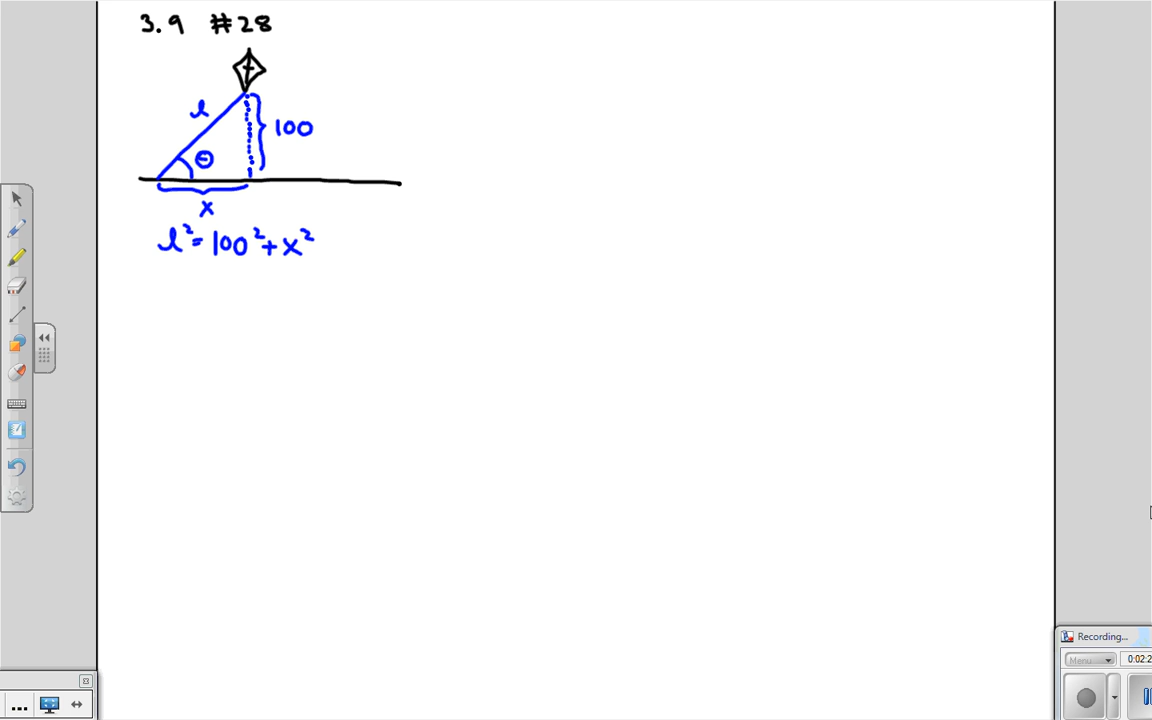 3.9 #28
l
100
θ
x
l² = 100² + x²
Recording...
Menu
0:02:2
...